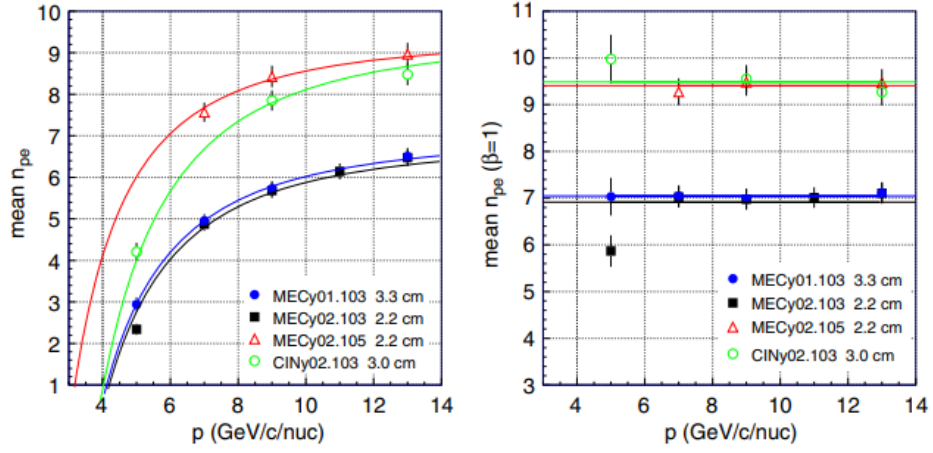 10
9
8
7
6
5
4
3
2
1
mean n_pe
4 6 8 10 12 14
p (GeV/c/nuc)
MECy01.103 3.3 cm
MECy02.103 2.2 cm
MECy02.105 2.2 cm
CINy02.103 3.0 cm
11
10
9
8
7
6
5
4
3
mean n_pe (β=1)
4 6 8 10 12 14
p (GeV/c/nuc)
MECy01.103 3.3 cm
MECy02.103 2.2 cm
MECy02.105 2.2 cm
CINy02.103 3.0 cm